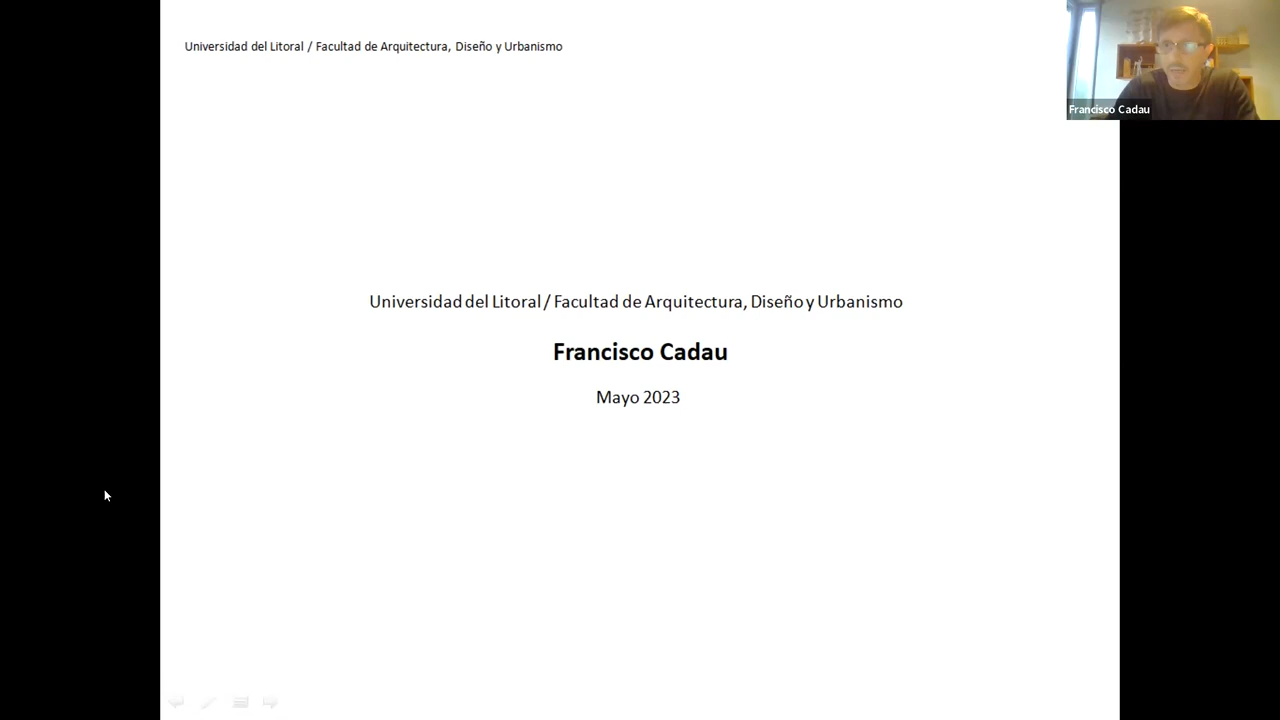 Universidad del Litoral / Facultad de Arquitectura, Diseño y Urbanismo
Francisco Cadau
Universidad del Litoral / Facultad de Arquitectura, Diseño y Urbanismo
Francisco Cadau
Mayo 2023